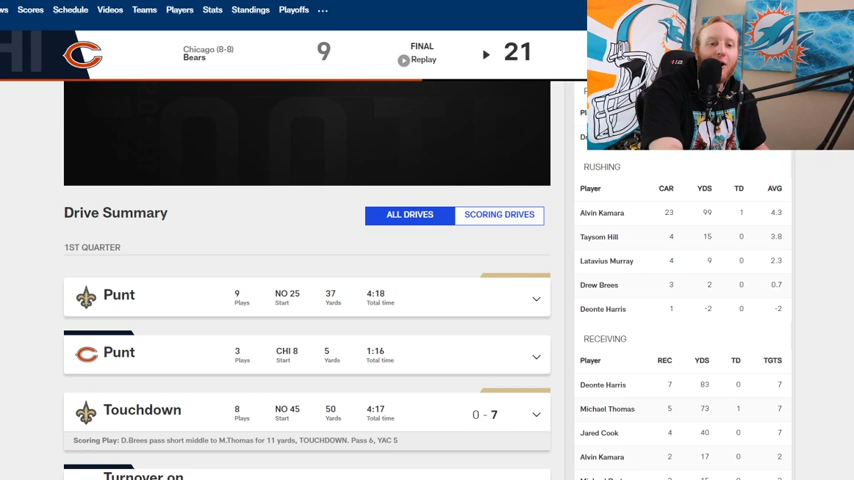 Scores Schedule Videos Teams Players Stats Standings Playoffs ...
Chicago (8-8)
Bears
9
FINAL
Replay
21
Drive Summary
ALL DRIVES
SCORING DRIVES
1ST QUARTER
Punt
9 Plays
NO 25 Start
37 Yards
4:18 Total time
Punt
3 Plays
CHI 8 Start
5 Yards
1:16 Total time
Touchdown
8 Plays
NO 45 Start
50 Yards
4:17 Total time
0 - 7
Scoring Play: D.Brees pass short middle to M.Thomas for 11 yards, TOUCHDOWN. Pass 6, YAC 5
Turnover on
RUSHING
Player CAR YDS TD AVG
Alvin Kamara 23 99 1 4.3
Taysom Hill 4 15 0 3.8
Latavius Murray 4 9 0 2.3
Drew Brees 3 2 0 0.7
Deonte Harris 1 -2 0 -2
RECEIVING
Player REC YDS TD TGTS
Deonte Harris 7 83 0 7
Michael Thomas 5 73 1 7
Jared Cook 4 40 0 7
Alvin Kamara 2 17 0 2